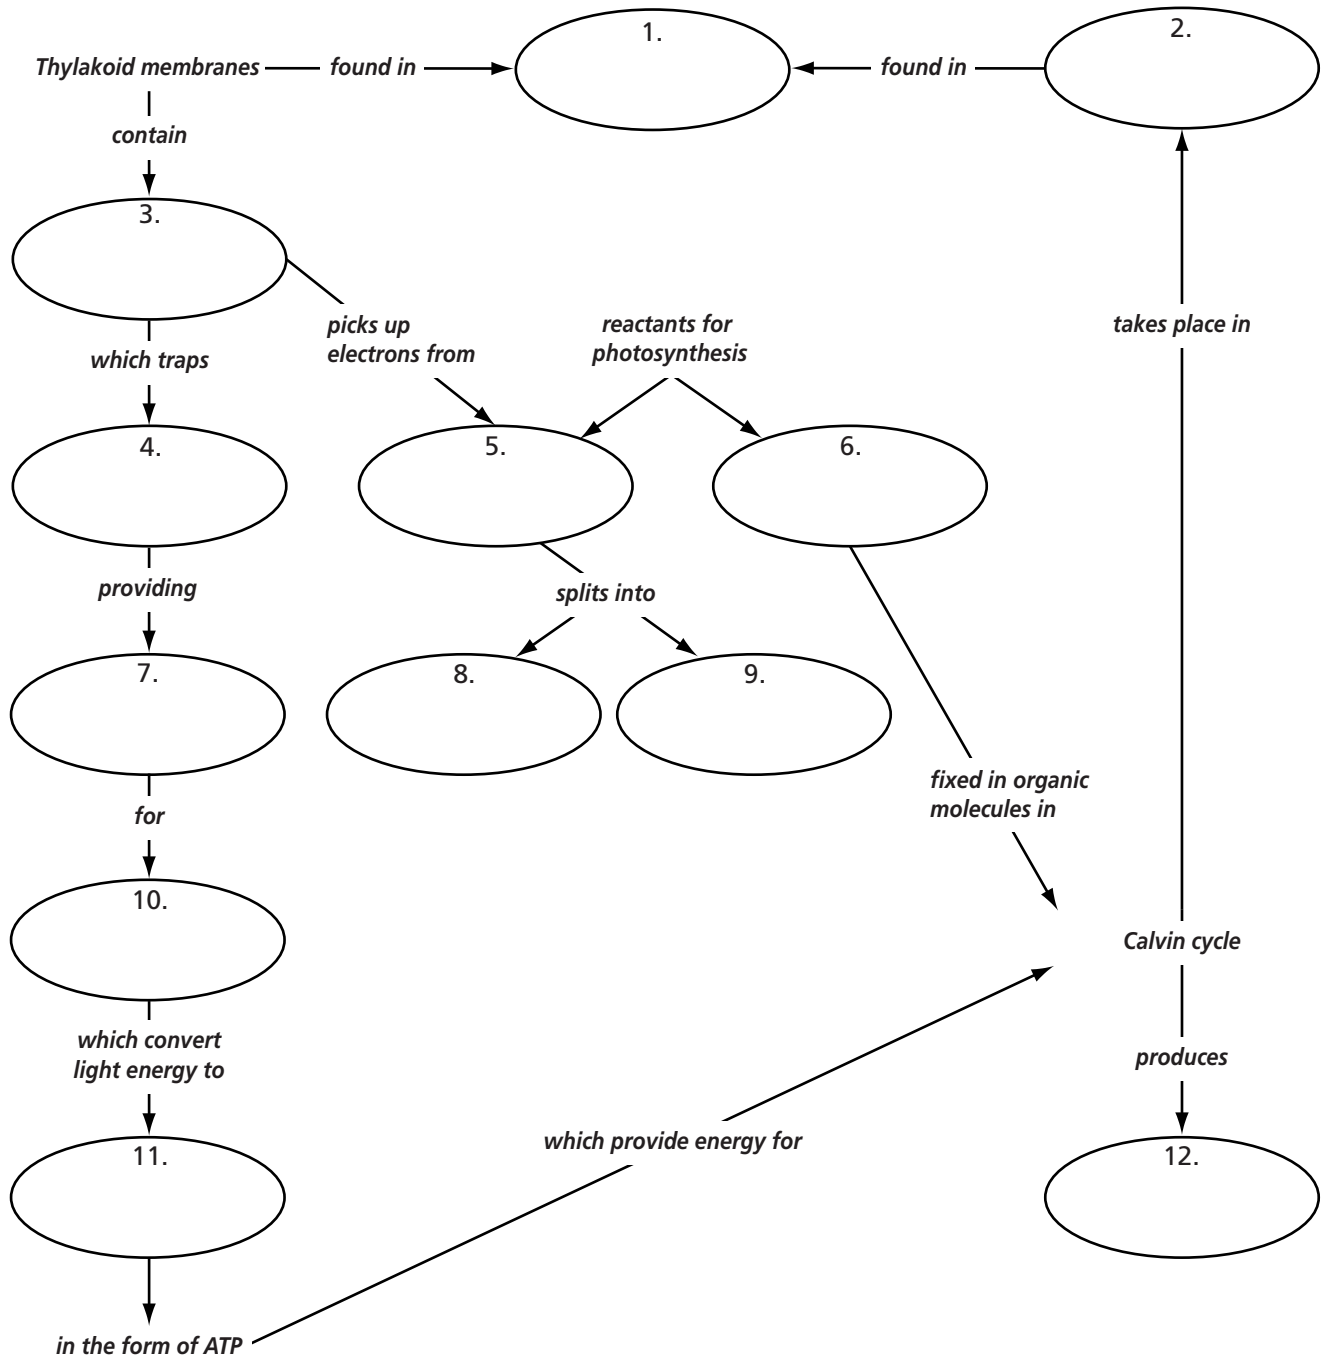 1.
2.
Thylakoid membranes
found in
found in
contain
3.
picks up
electrons from
reactants for
photosynthesis
takes place in
which traps
4.
5.
6.
providing
splits into
7.
8.
9.
fixed in organic
molecules in
for
10.
Calvin cycle
which convert
light energy to
produces
which provide energy for
11.
12.
in the form of ATP